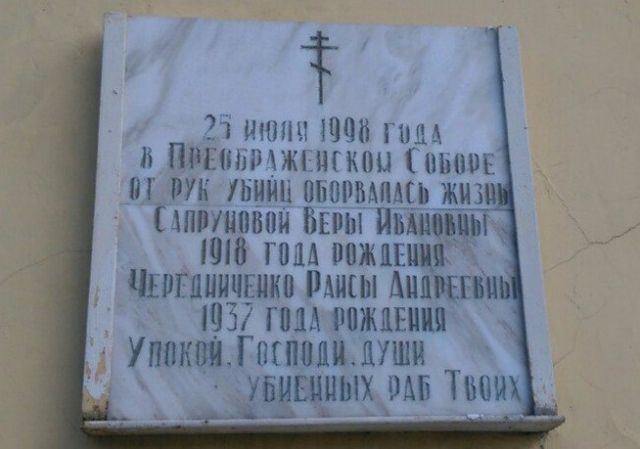 25 июля 1998 года
в Преображенском Соборе
от рук убийц оборвалась жизнь
Сапруновой Веры Ивановны
1918 года рождения
Чередниченко Раисы Андреевны
1937 года рождения
Упокой, Господи, души
убиенных раб Твоих